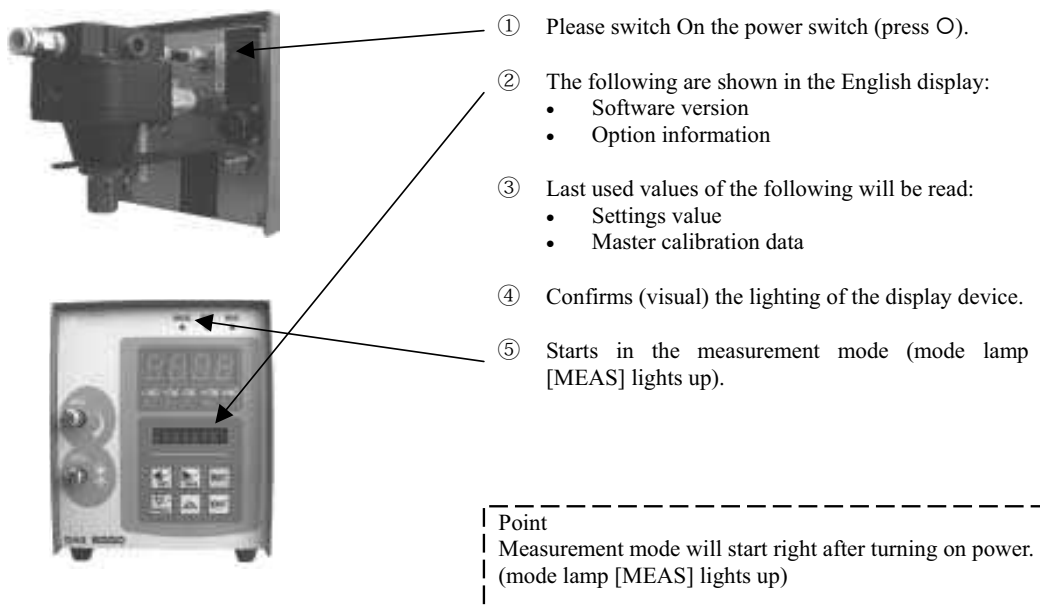 ① Please switch On the power switch (press O).
② The following are shown in the English display:
• Software version
• Option information
③ Last used values of the following will be read:
• Settings value
• Master calibration data
④ Confirms (visual) the lighting of the display device.
⑤ Starts in the measurement mode (mode lamp
[MEAS] lights up).
Point
Measurement mode will start right after turning on power.
(mode lamp [MEAS] lights up)